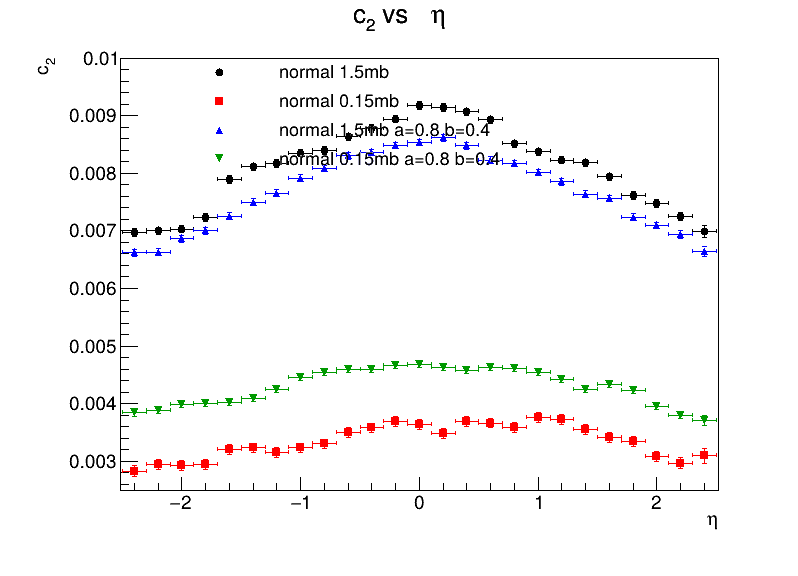 c2 vs η
c2
0.01
0.009
0.008
0.007
0.006
0.005
0.004
0.003
normal 1.5mb
normal 0.15mb
normal 1.5mb a=0.8 b=0.4
normal 0.15mb a=0.8 b=0.4
−2 −1 0 1 2
η